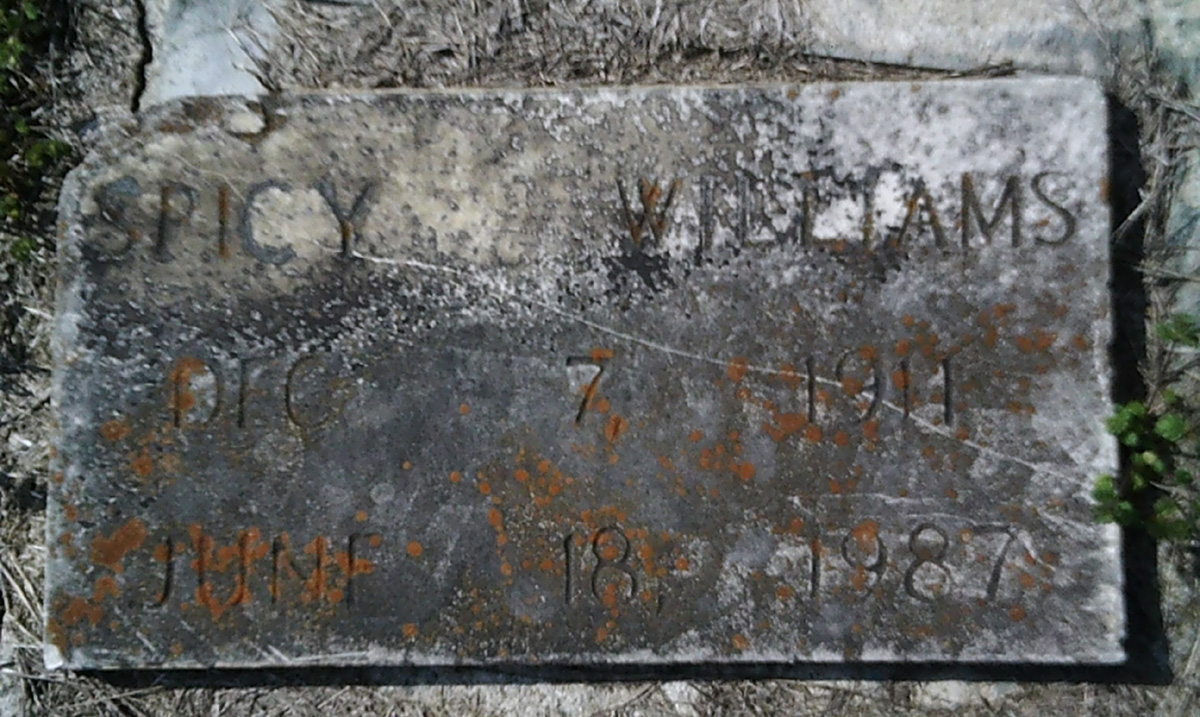 SPICY WILLIAMS
DEC 7 1911
JUNE 18, 1987